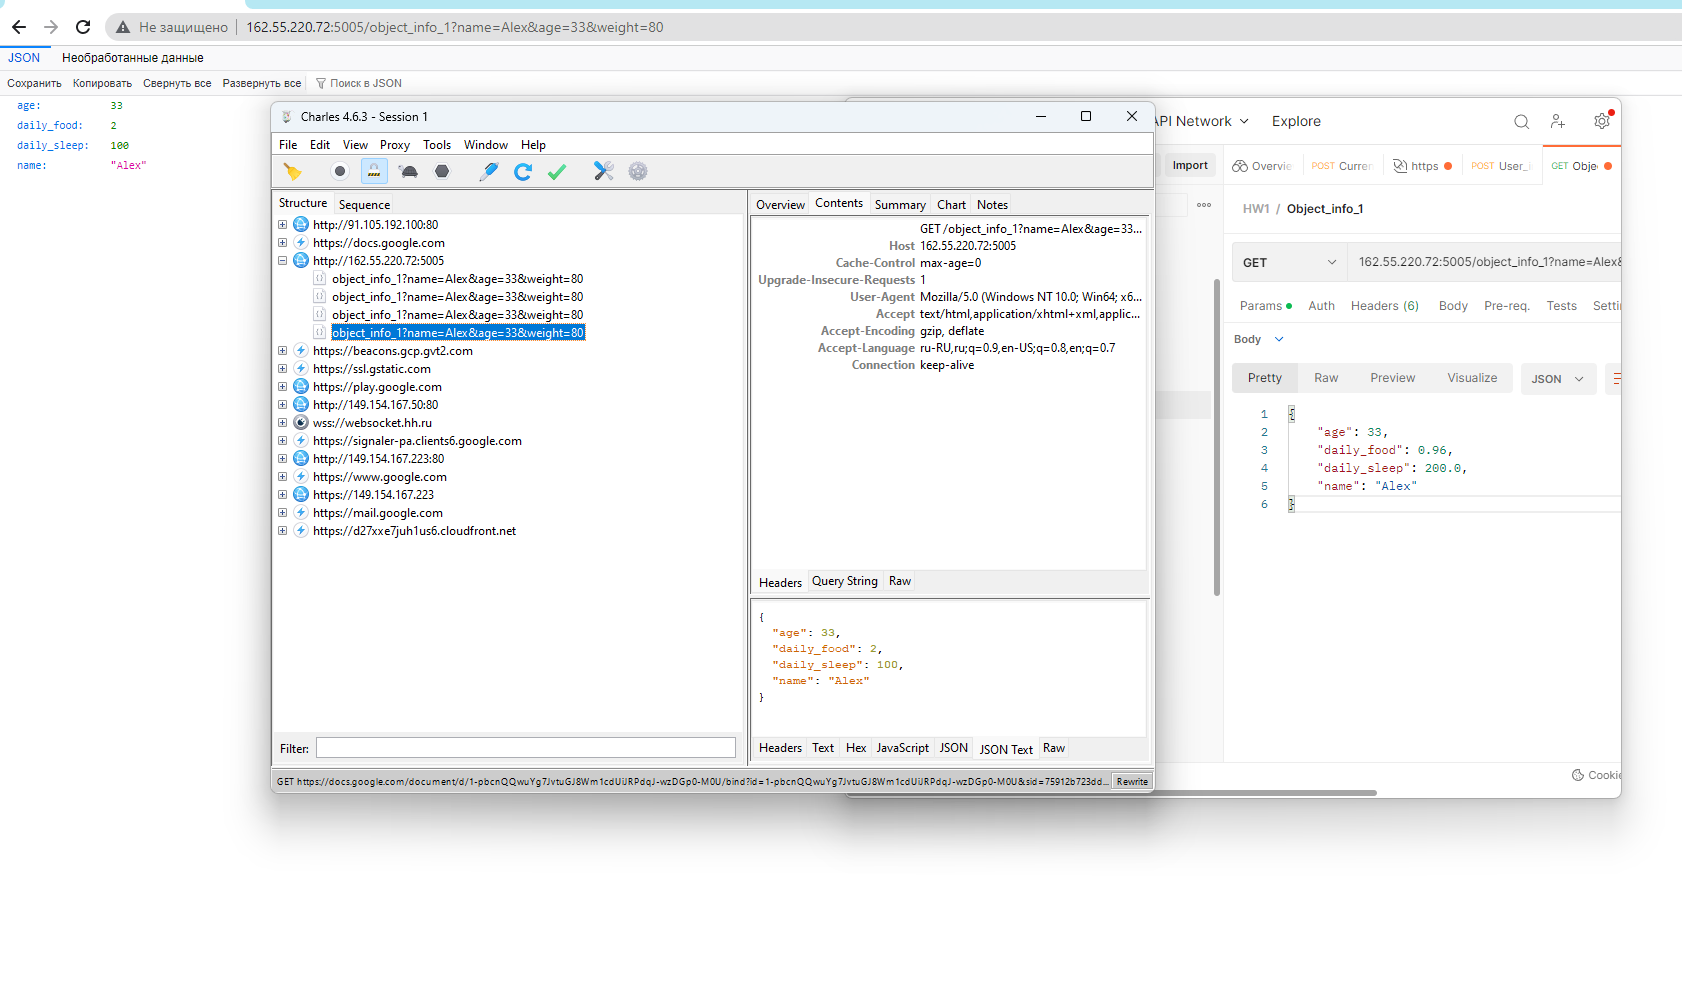 Не защищено 162.55.220.72:5005/object_info_1?name=Alex&age=33&weight=80
JSON Необработанные данные
Сохранить Копировать Свернуть все Развернуть все Поиск в JSON
age: 33
daily_food: 2
daily_sleep: 100
name: "Alex"
Charles 4.6.3 - Session 1
File Edit View Proxy Tools Window Help
Structure Sequence
http://91.105.192.100:80
https://docs.google.com
http://162.55.220.72:5005
object_info_1?name=Alex&age=33&weight=80
object_info_1?name=Alex&age=33&weight=80
object_info_1?name=Alex&age=33&weight=80
object_info_1?name=Alex&age=33&weight=80
https://beacons.gcp.gvt2.com
https://ssl.gstatic.com
https://play.google.com
http://149.154.167.50:80
wss://websocket.hh.ru
https://signaler-pa.clients6.google.com
http://149.154.167.223:80
https://www.google.com
https://149.154.167.223
https://mail.google.com
https://d27xxe7juh1us6.cloudfront.net
Filter:
Overview Contents Summary Chart Notes
GET /object_info_1?name=Alex&age=33...
Host 162.55.220.72:5005
Cache-Control max-age=0
Upgrade-Insecure-Requests 1
User-Agent Mozilla/5.0 (Windows NT 10.0; Win64; x6...
Accept text/html,application/xhtml+xml,applic...
Accept-Encoding gzip, deflate
Accept-Language ru-RU,ru;q=0.9,en-US;q=0.8,en;q=0.7
Connection keep-alive
Headers Query String Raw
{
"age": 33,
"daily_food": 2,
"daily_sleep": 100,
"name": "Alex"
}
Headers Text Hex JavaScript JSON JSON Text Raw
GET https://docs.google.com/document/d/1-pbcnQQwuYg7JvtuGJ8Wm1cdUiJRPdqJ-wzDGp0-M0U/bind?id=1-pbcnQQwuYg7JvtuGJ8Wm1cdUiJRPdqJ-wzDGp0-M0U&sid=75912b723dd... Rewrite
API Network Explore
Import Overvie POST Curren https POST User_ GET Obje
HW1 / Object_info_1
GET 162.55.220.72:5005/object_info_1?name=Alex&
Params Auth Headers (6) Body Pre-req. Tests Setti
Body
Pretty Raw Preview Visualize JSON
1 {
2 "age": 33,
3 "daily_food": 0.96,
4 "daily_sleep": 200.0,
5 "name": "Alex"
6 }
Cookie